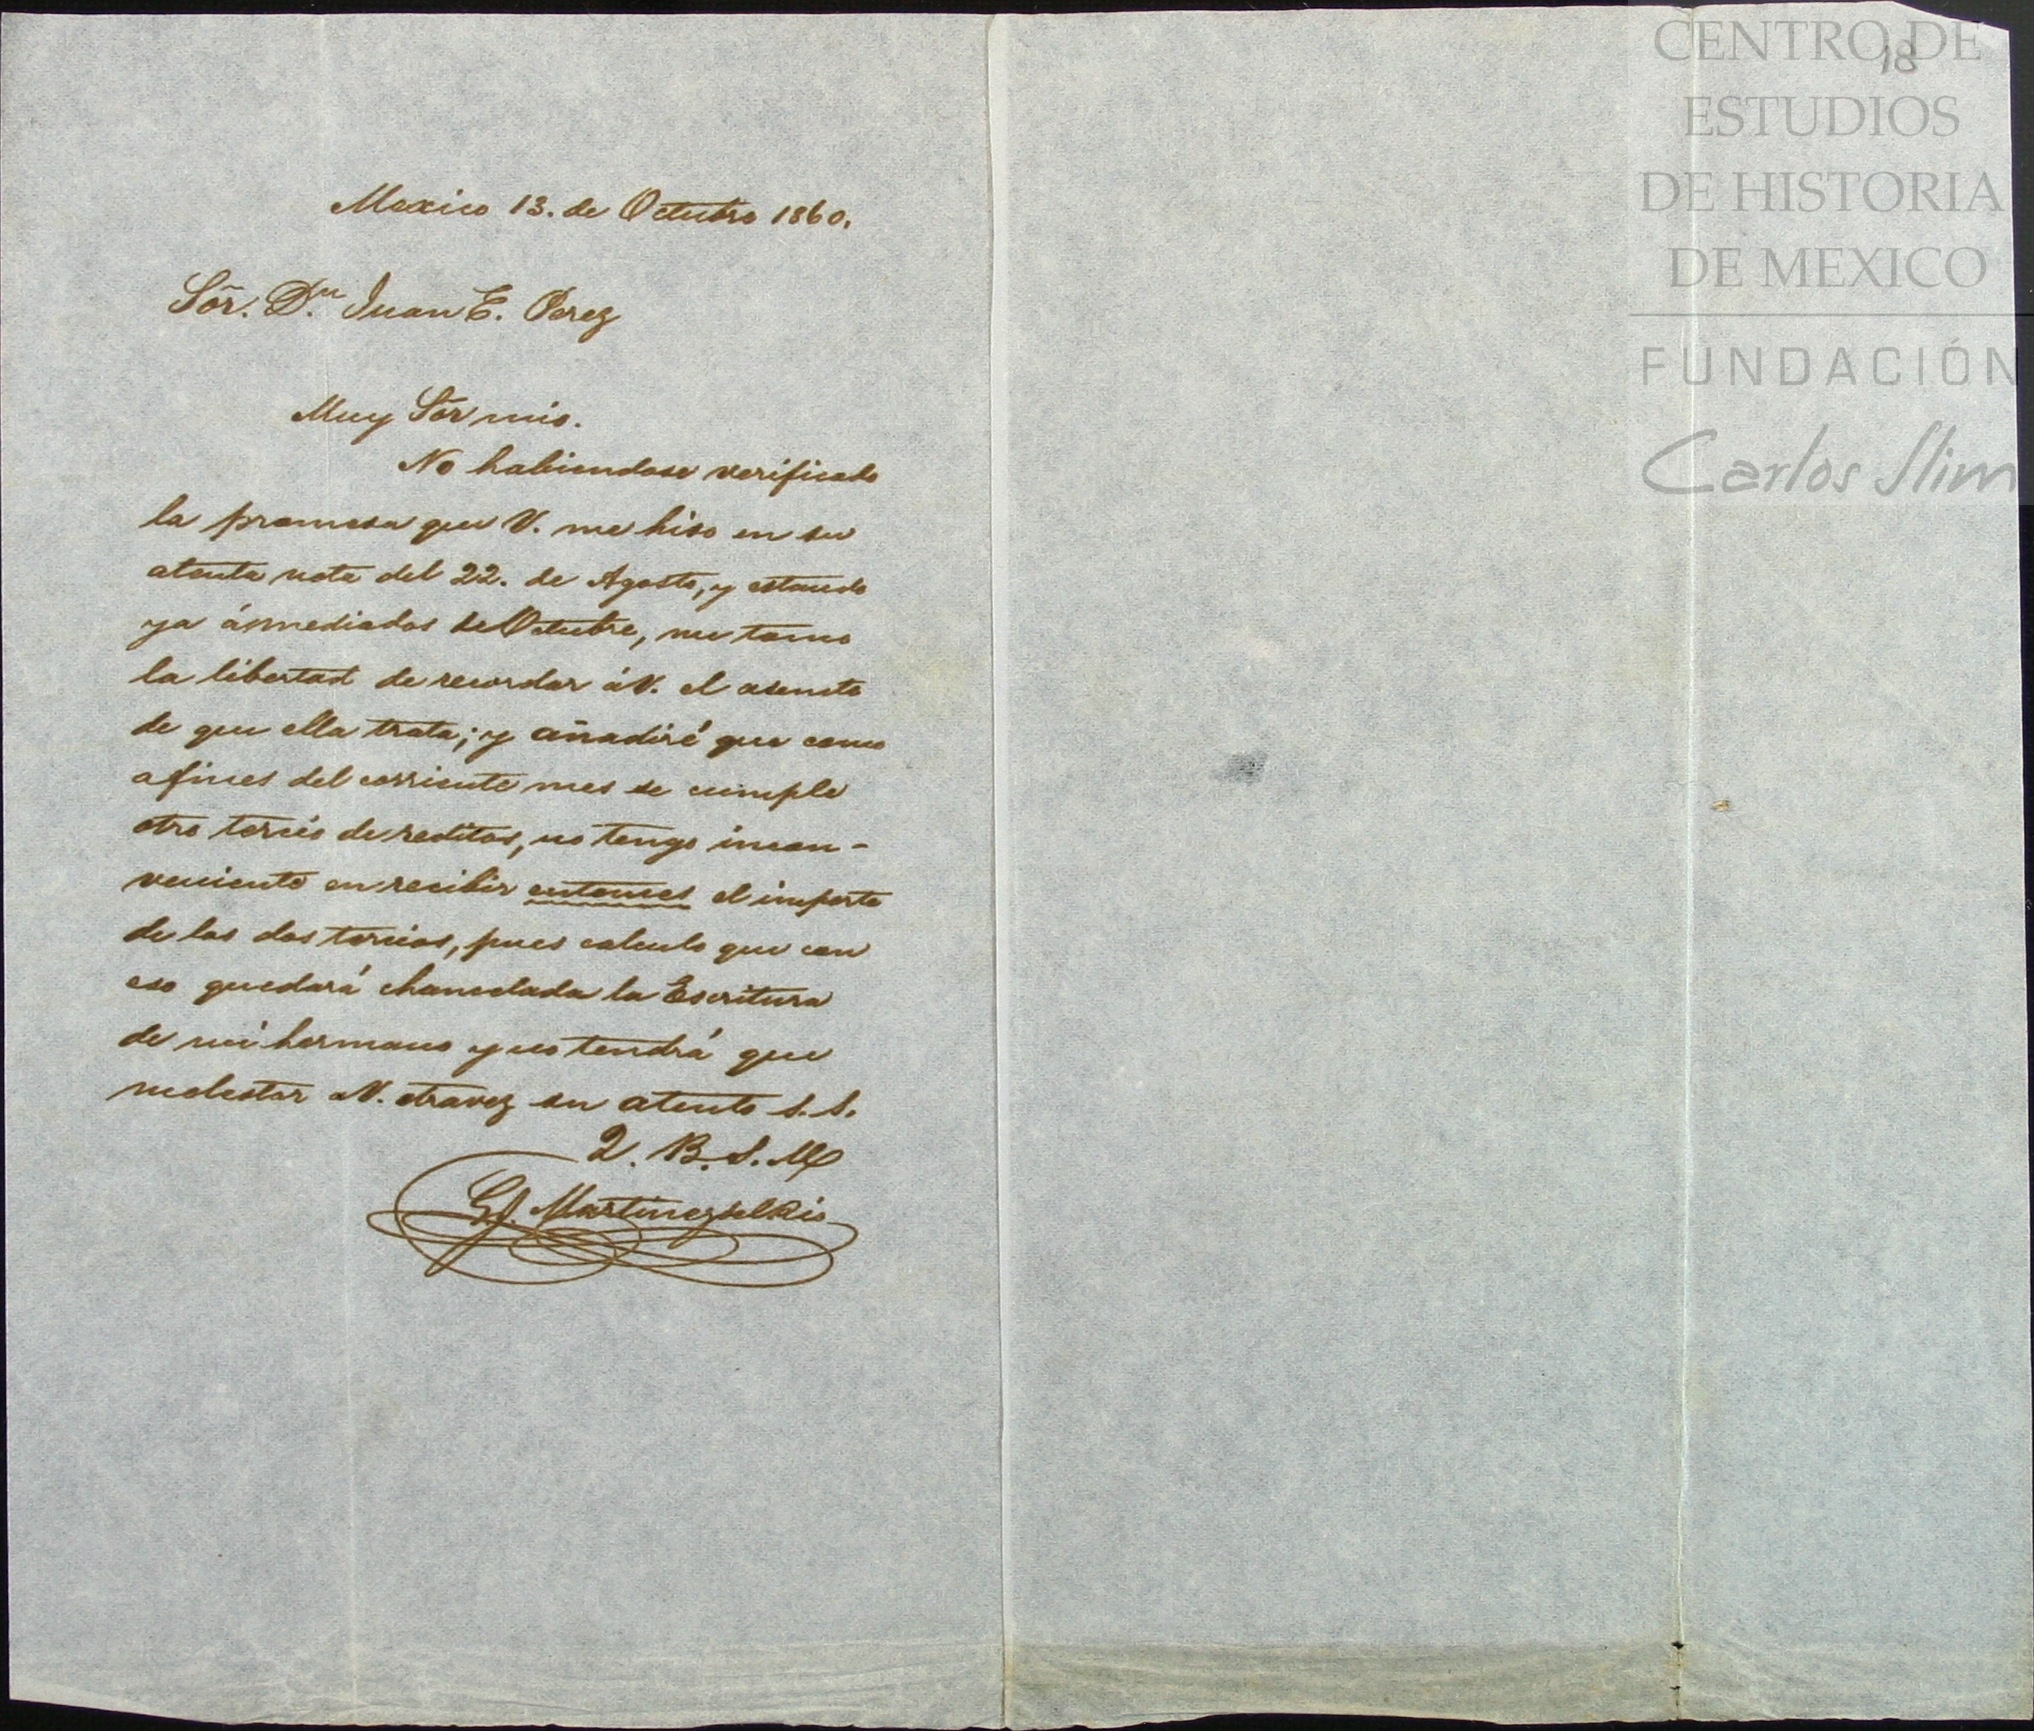 Mexico 13. de Octubre 1860.
Sõr. D.n Juan E. Perez
Muy Sõr mio.
No habiendose verificado
la promesa que V. me hiso en su
atenta nota del 22. de Agosto, y estando
ya á mediados de Octubre, me tomo
la libertad de recordar á V. el asunto
de que ella trata; y añadiré que como
a fines del corriente mes se cumple
otro tercio de reditos, no tengo incon-
veniente en recibir entonces el importe
de los dos tercios, pues calculo que con
eso quedará chancelada la Escritura
de mi hermano y no tendrá que
molestar a V. otra vez su atento S. S.
Q. B. S. M
G. Martinez del Rio
18
CENTRO DE
ESTUDIOS
DE HISTORIA
DE MEXICO
FUNDACIÓN
Carlos Slim